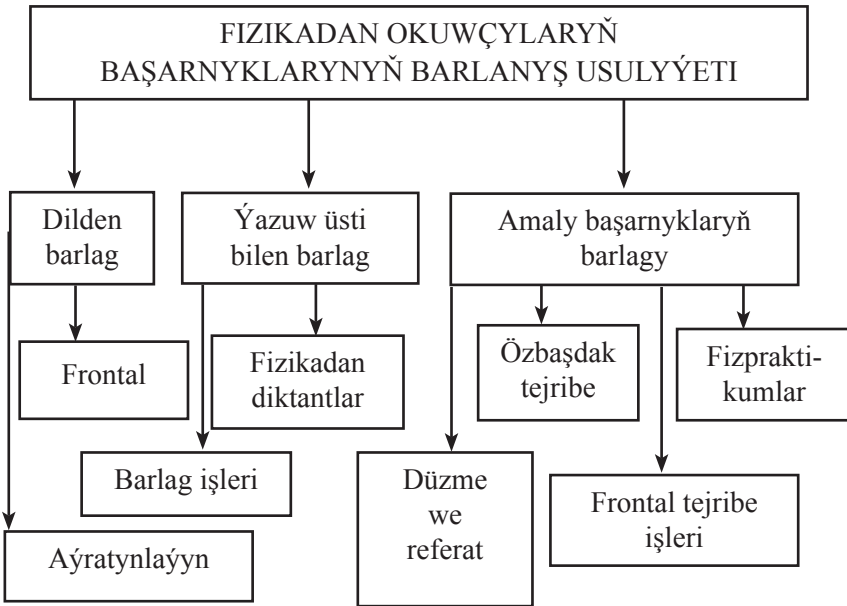 FIZIKADAN OKUWÇYLARYŇ
BAŞARNYKLARYNYŇ BARLANYŞ USULYÝETI
Dilden
barlag
Ýazuw üsti
bilen barlag
Amaly başarnyklaryň
barlagy
Frontal
Fizikadan
diktantlar
Özbaşdak
tejribe
Fizprakti-
kumlar
Barlag işleri
Düzme
we
referat
Frontal tejribe
işleri
Aýratynlaýyn